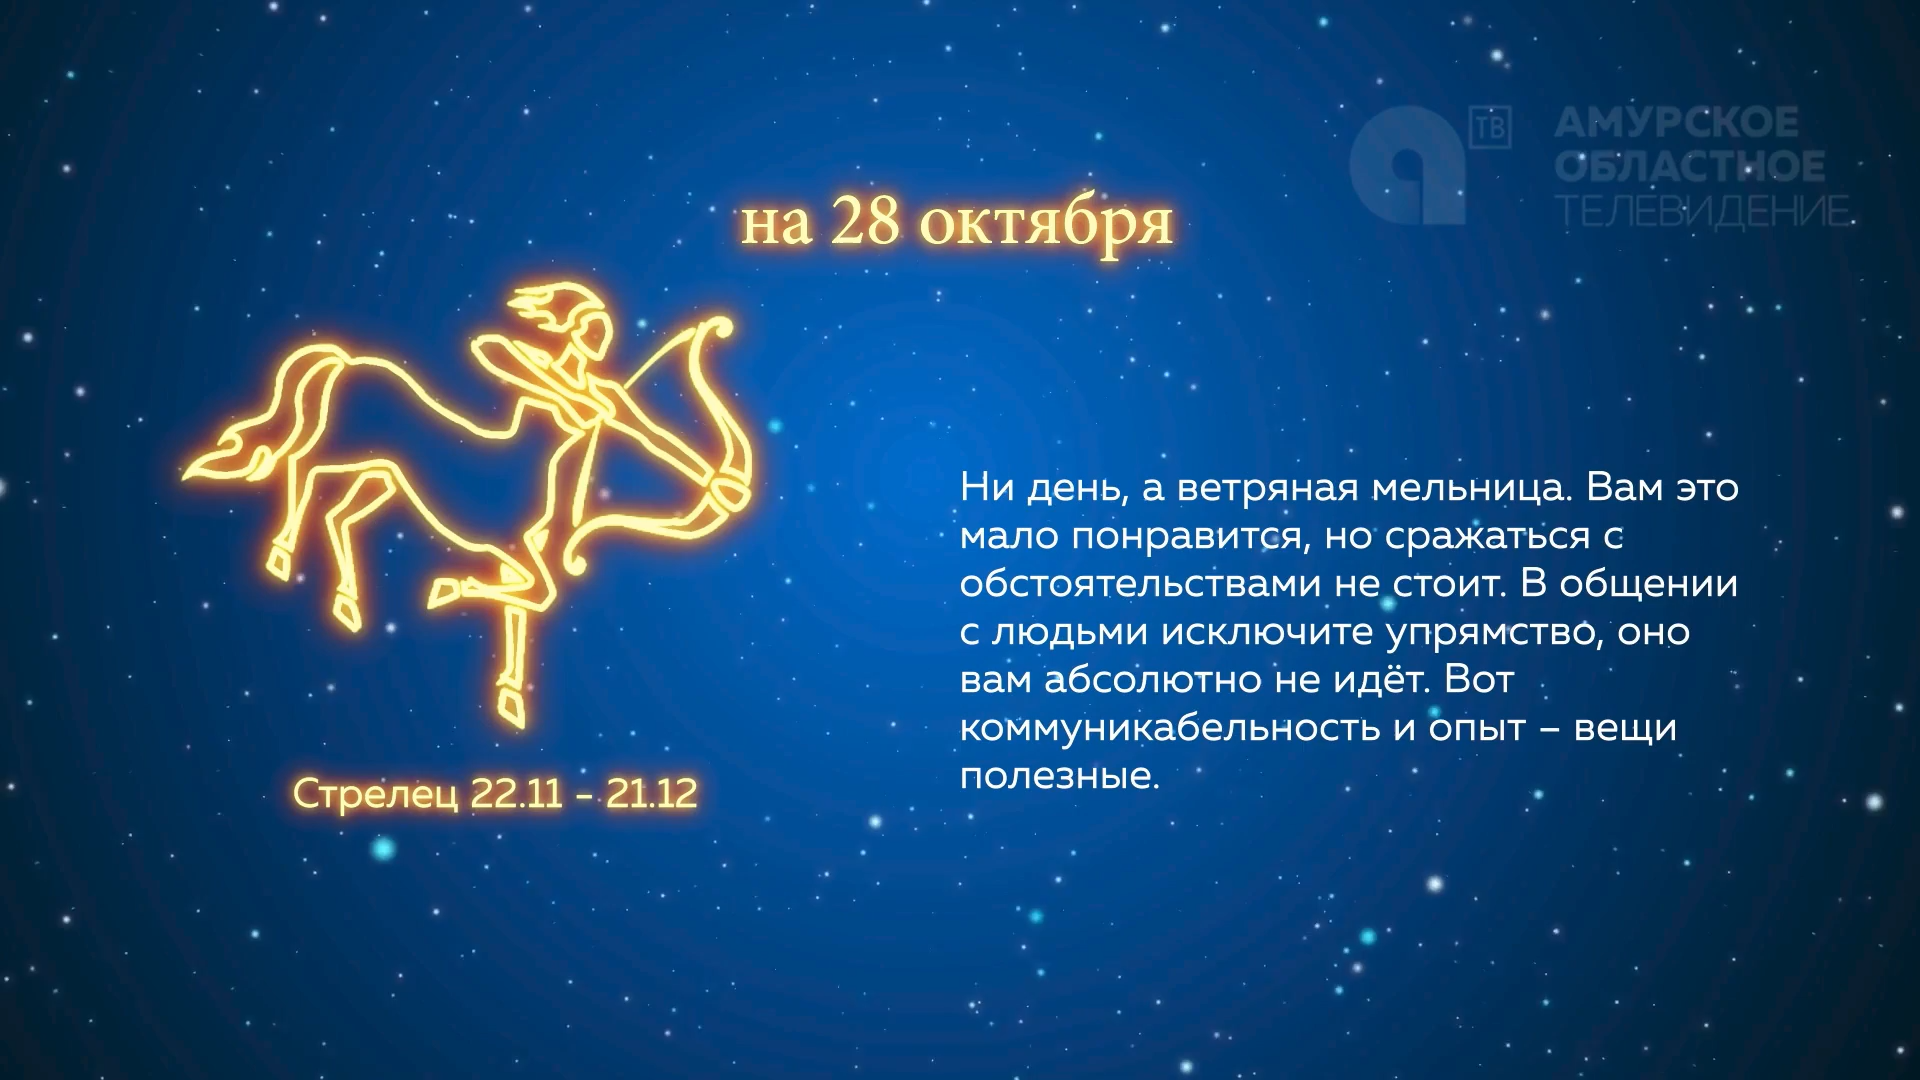 ТВ
АМУРСКОЕ
ОБЛАСТНОЕ
ТЕЛЕВИДЕНИЕ
на 28 октября
Ни день, а ветряная мельница. Вам это
мало понравится, но сражаться с
обстоятельствами не стоит. В общении
с людьми исключите упрямство, оно
вам абсолютно не идёт. Вот
коммуникабельность и опыт – вещи
полезные.
Стрелец 22.11 - 21.12